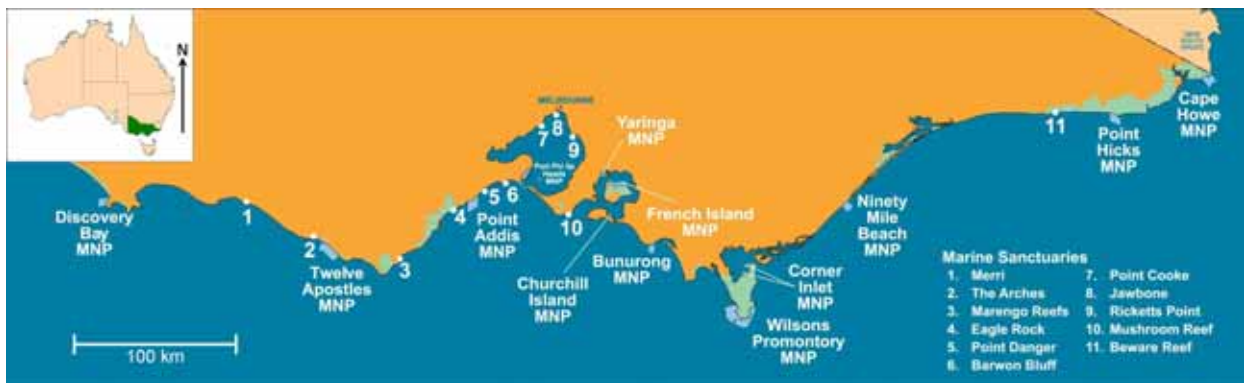 N
MELBOURNE
NEW
SOUTH
WALES
Cape
Howe
MNP
11
Point
Hicks
MNP
Yaringa
MNP
7
8
9
Port Phillip
Heads
MNP
French Island
MNP
Ninety
Mile
Beach
MNP
Discovery
Bay
MNP
1
2
Twelve
Apostles
MNP
3
4
5
6
Point
Addis
MNP
10
Churchill
Island
MNP
Bunurong
MNP
Corner
Inlet
MNP
Wilsons
Promontory
MNP
100 km
Marine Sanctuaries
1. Merri
2. The Arches
3. Marengo Reefs
4. Eagle Rock
5. Point Danger
6. Barwon Bluff
7. Point Cooke
8. Jawbone
9. Ricketts Point
10. Mushroom Reef
11. Beware Reef